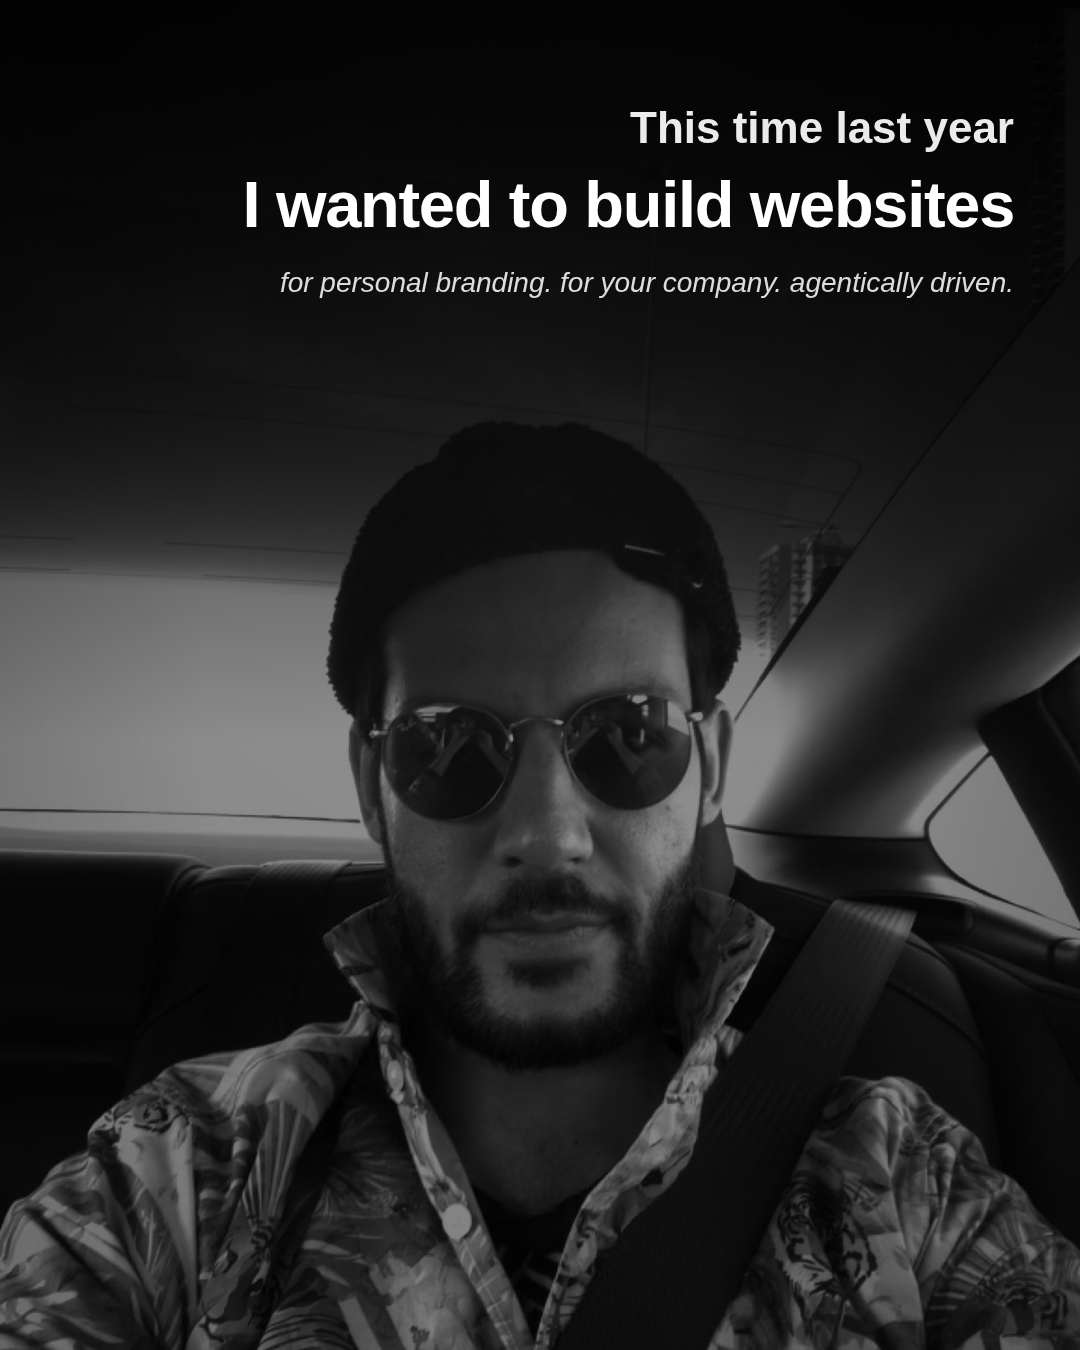 This time last year
I wanted to build websites
for personal branding. for your company. agentically driven.